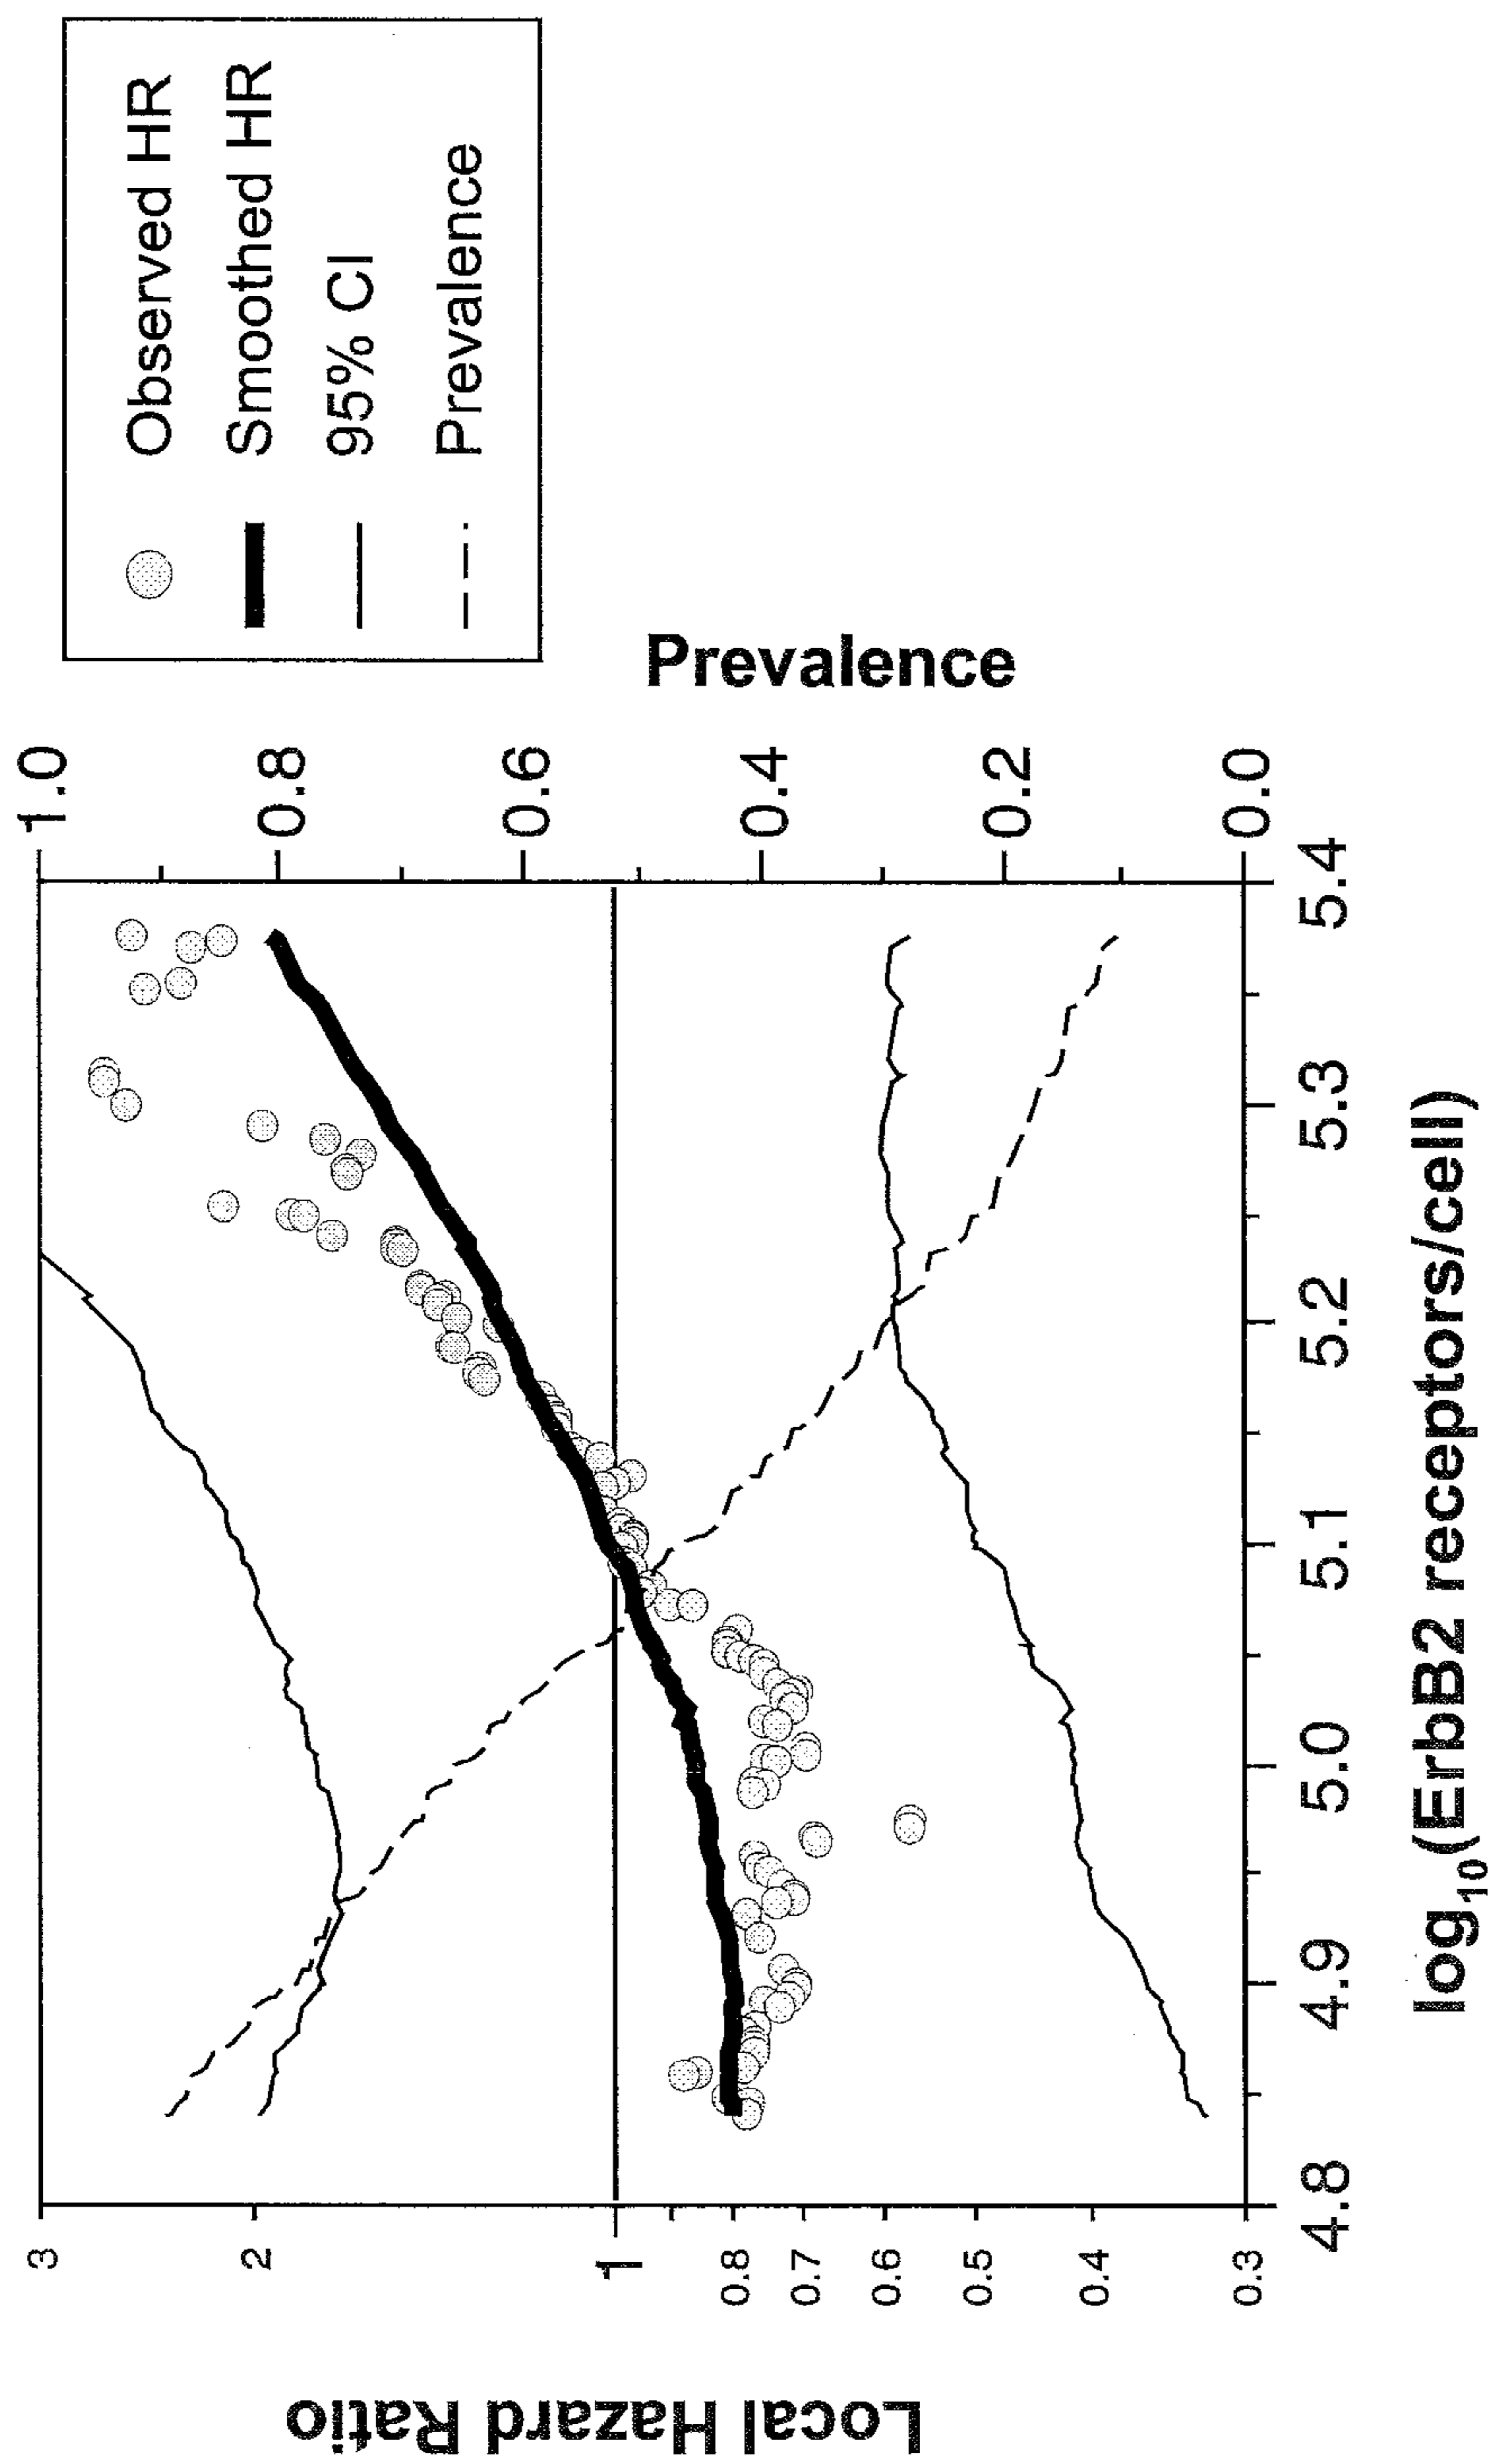 Observed HR
Smoothed HR
95% CI
Prevalence
Local Hazard Ratio
3
2
1
0.8
0.7
0.6
0.5
0.4
0.3
Prevalence
1.0
0.8
0.6
0.4
0.2
0.0
4.8 4.9 5.0 5.1 5.2 5.3 5.4
log10(ErbB2 receptors/cell)